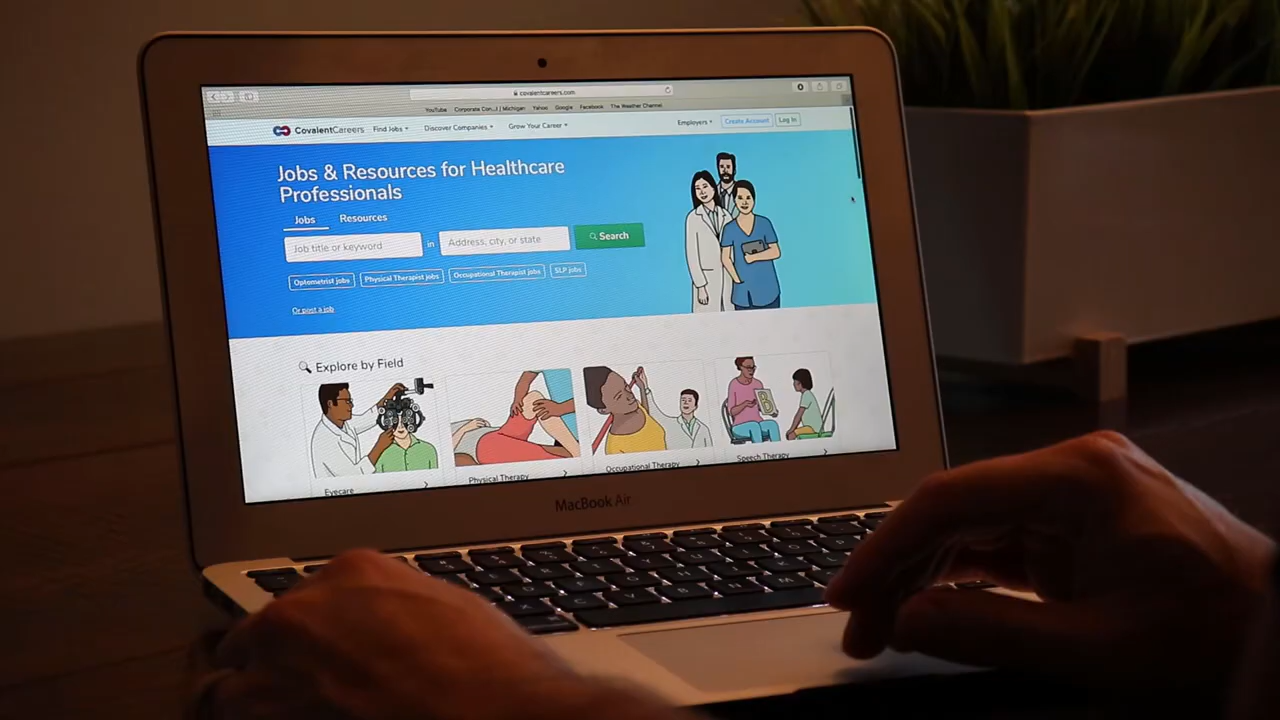 covalentcareers.com
YouTube Corporate Con...l | Michigan Yahoo Google Facebook The Weather Channel
CovalentCareers Find Jobs Discover Companies Grow Your Career Employers Create Account Log In
Jobs & Resources for Healthcare
Professionals
Jobs Resources
Job title or keyword in Address, city, or state Search
Optometrist jobs Physical Therapist jobs Occupational Therapist jobs SLP jobs
Or post a job
Explore by Field
B
Eyecare Physical Therapy Occupational Therapy Speech Therapy
MacBook Air